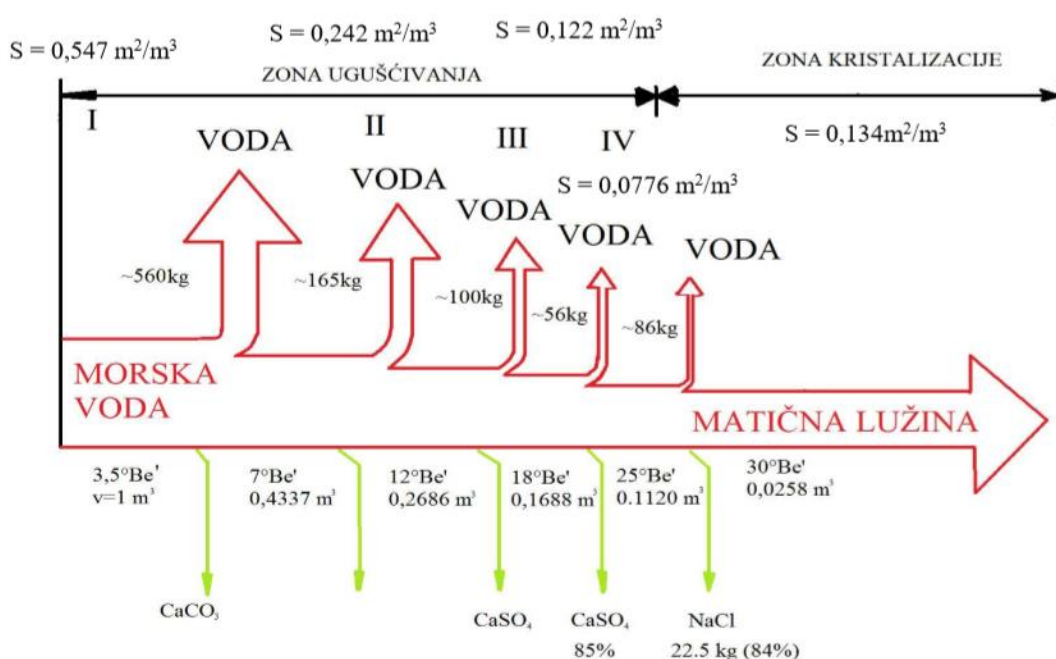 S = 0,547 m²/m³
S = 0,242 m²/m³
S = 0,122 m²/m³
ZONA UGUŠĆIVANJA
ZONA KRISTALIZACIJE
I
II
III
IV
S = 0,134m²/m³
VODA
VODA
S = 0,0776 m²/m³
VODA
VODA
VODA
~560kg
~165kg
~100kg
~56kg
~86kg
MORSKA
VODA
MATIČNA LUŽINA
3,5°Be'
v=1 m³
7°Be'
0,4337 m³
12°Be'
0,2686 m³
18°Be'
0,1688 m³
25°Be'
0.1120 m³
30°Be'
0,0258 m³
CaCO₃
CaSO₄
CaSO₄
85%
NaCl
22.5 kg (84%)